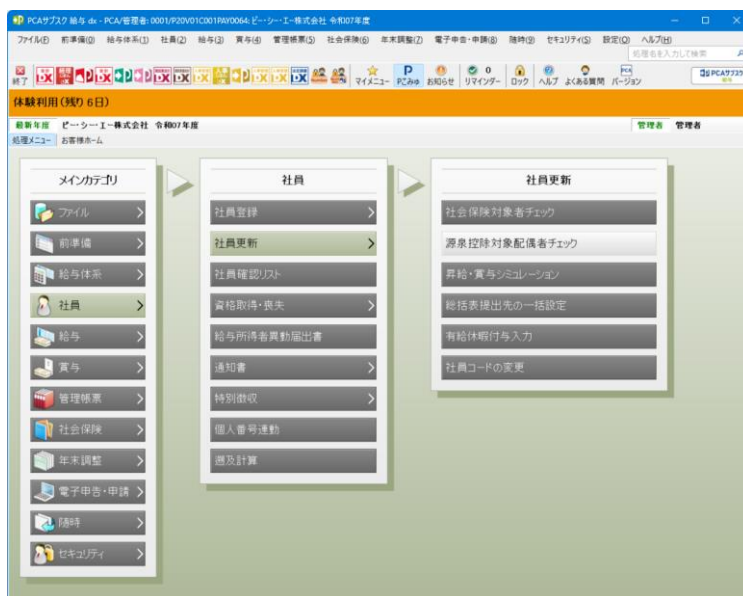 PCAサブスク 給与 dx - PCA/管理者: 0001/P20V01C001PAY0064: ピー・シー・エー株式会社 令和07年度
ファイル(F) 前準備(0) 給与体系(1) 社員(2) 給与(3) 賞与(4) 管理帳票(5) 社会保険(6) 年末調整(7) 電子申告・申請(8) 随時(9) セキュリティ(S) 設定(O) ヘルプ(H)
処理名を入力して検索
終了 マイメニュー PCみゅ お知らせ リマインダー ロック ヘルプ よくある質問 バージョン
PCAサブスク
体験利用(残り 6日)
最新年度 ピー・シー・エー株式会社 令和07年度 管理者 管理者
処理メニュー お客様ホーム
メインカテゴリ
ファイル
前準備
給与体系
社員
給与
賞与
管理帳票
社会保険
年末調整
電子申告・申請
随時
セキュリティ
社員
社員登録
社員更新
社員確認リスト
資格取得・喪失
給与所得者異動届出書
通知書
特別徴収
個人番号連動
遡及計算
社員更新
社会保険対象者チェック
源泉控除対象配偶者チェック
昇給・賞与シミュレーション
総括表提出先の一括設定
有給休暇付与入力
社員コードの変更